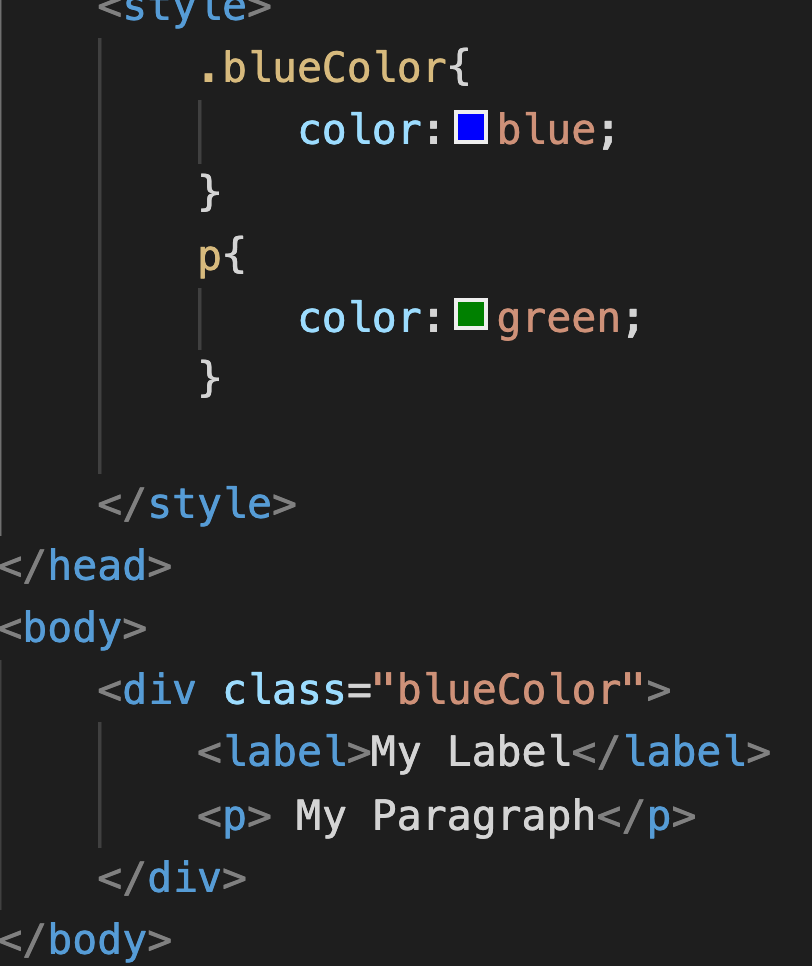 <style>
.blueColor{
color:blue;
}
p{
color:green;
}
</style>
</head>
<body>
<div class="blueColor">
<label>My Label</label>
<p> My Paragraph</p>
</div>
</body>